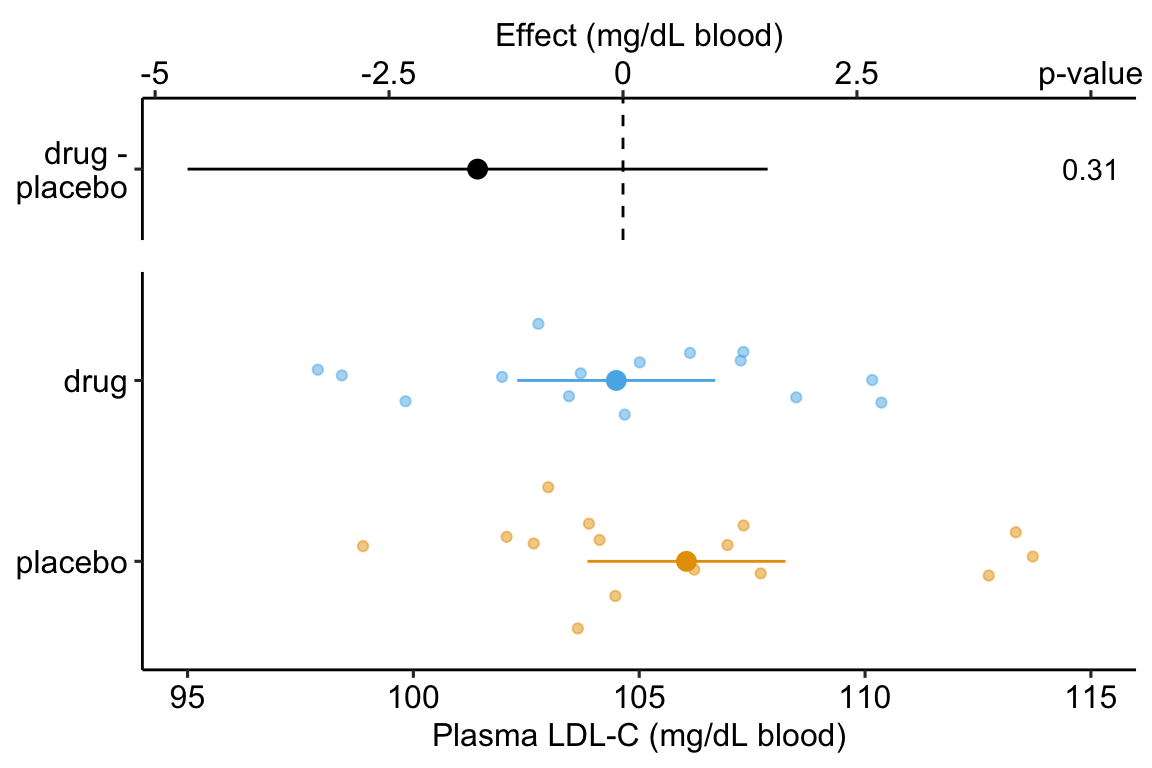 Effect (mg/dL blood)
-5 -2.5 0 2.5 p-value
drug -
placebo
0.31
drug
placebo
95 100 105 110 115
Plasma LDL-C (mg/dL blood)